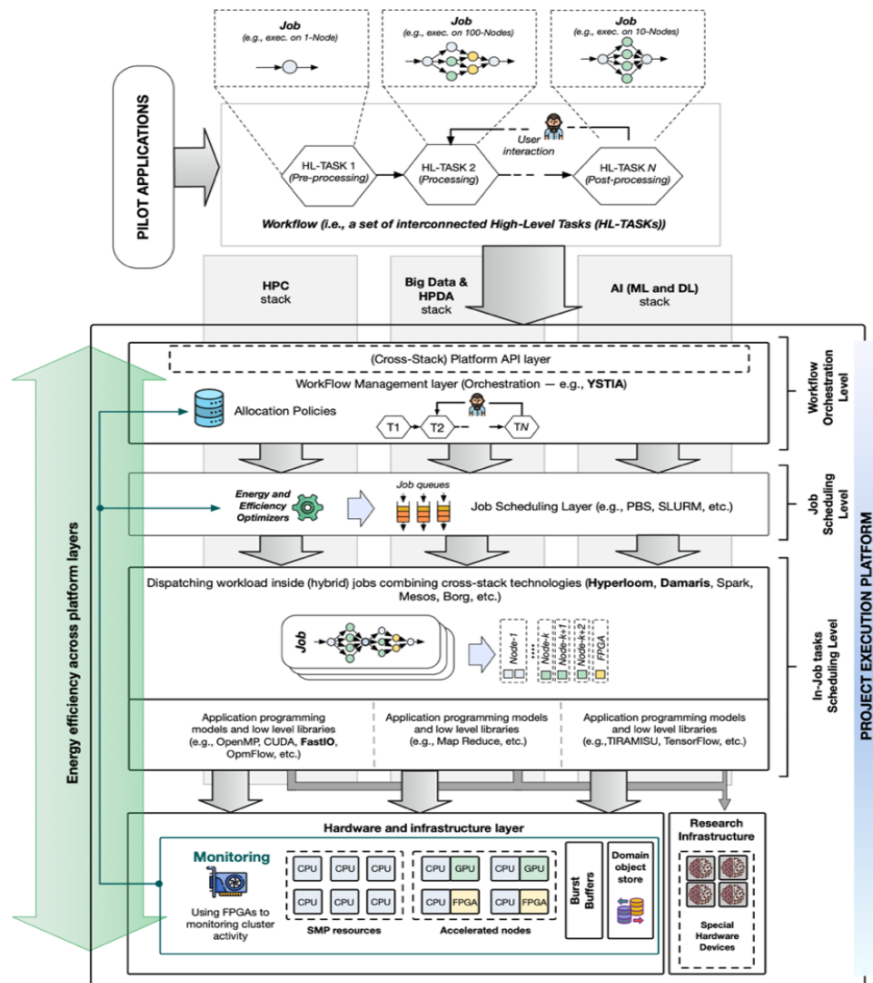 Job
(e.g., exec. on 1-Node)
Job
(e.g., exec. on 100-Nodes)
Job
(e.g., exec. on 10-Nodes)
PILOT APPLICATIONS
User
interaction
HL-TASK 1
(Pre-processing)
HL-TASK 2
(Processing)
HL-TASK N
(Post-processing)
Workflow (i.e., a set of interconnected High-Level Tasks (HL-TASKs))
HPC
stack
Big Data &
HPDA
stack
AI (ML and DL)
stack
(Cross-Stack) Platform API layer
WorkFlow Management layer (Orchestration — e.g., YSTIA)
Allocation Policies
T1
T2
TN
Workflow
Orchestration
Level
Energy and
Efficiency
Optimizers
Job queues
Job Scheduling Layer (e.g., PBS, SLURM, etc.)
Job
Scheduling
Level
Dispatching workload inside (hybrid) jobs combining cross-stack technologies (Hyperloom, Damaris, Spark,
Mesos, Borg, etc.)
Job
Node-1
Node-k
Node-k+1
Node-k+2
FPGA
In-Job tasks
Scheduling Level
Application programming
models and low level libraries
(e.g., OpenMP, CUDA, FastIO,
OpmFlow, etc.)
Application programming models
and low level libraries
(e.g., Map Reduce, etc.)
Application programming models
and low level libraries
(e.g.,TIRAMISU, TensorFlow, etc.)
Energy efficiency across platform layers
PROJECT EXECUTION PLATFORM
Hardware and infrastructure layer
Monitoring
Using FPGAs to
monitoring cluster
activity
CPU CPU CPU
CPU CPU CPU
SMP resources
CPU GPU CPU GPU
CPU FPGA CPU FPGA
Accelerated nodes
Burst
Buffers
Domain
object
store
Research
Infrastructure
Special
Hardware
Devices